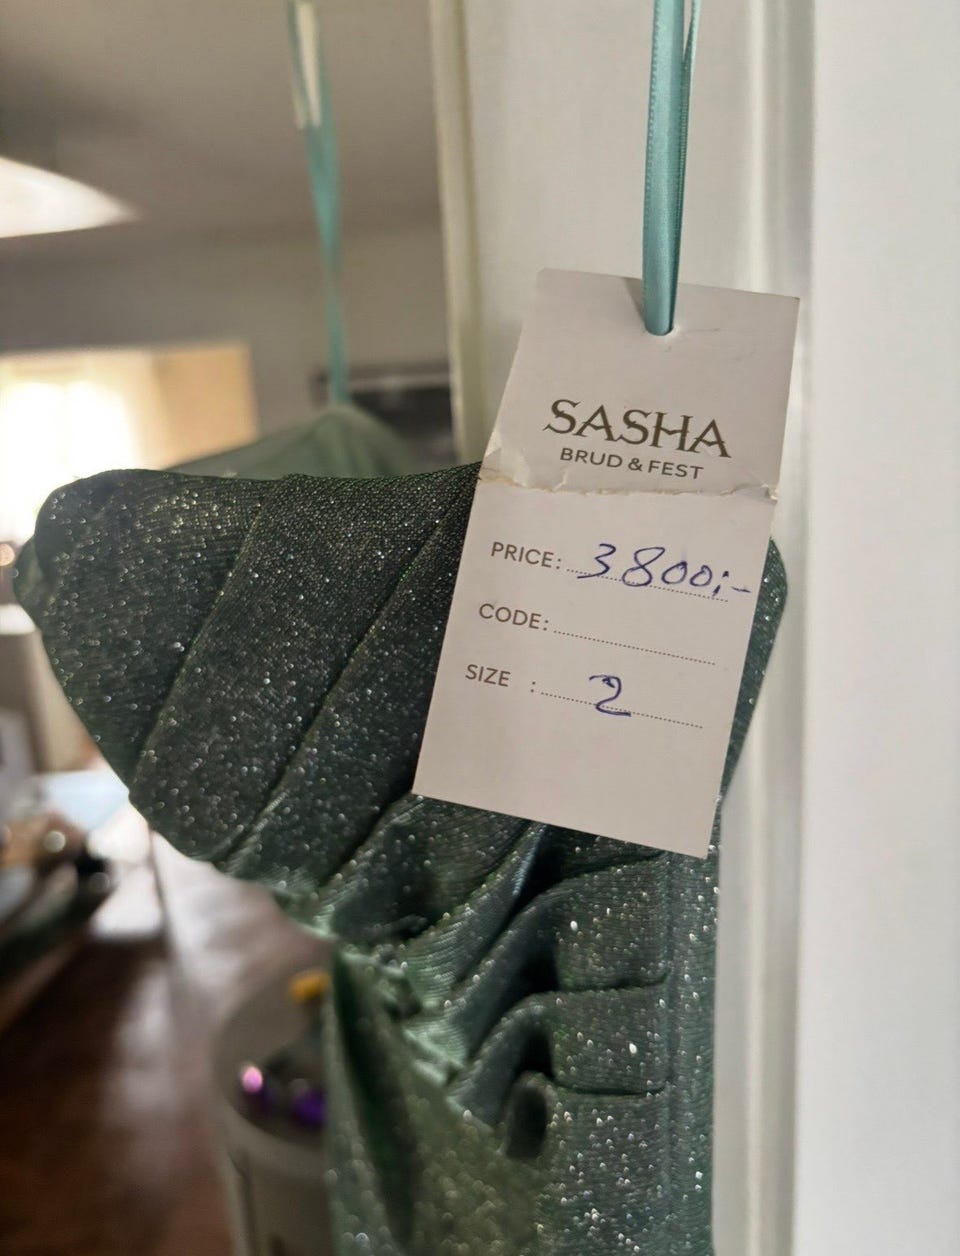 SASHA
BRUD & FEST
PRICE: 3800;-
CODE:
SIZE : 2